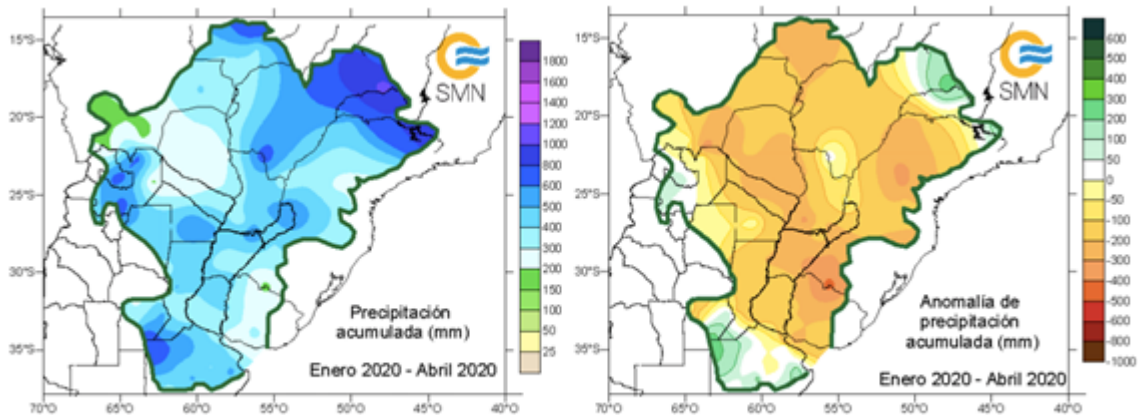 15°S
20°S
25°S
30°S
35°S
70°O
65°O
60°O
55°O
50°O
45°O
40°O
SMN
Precipitación
acumulada (mm)
Enero 2020 - Abril 2020
1800
1600
1400
1200
1000
800
600
500
400
300
200
150
100
50
25
15°S
20°S
25°S
30°S
35°S
70°O
65°O
60°O
55°O
50°O
45°O
40°O
SMN
Anomalía de
precipitación
acumulada (mm)
Enero 2020 - Abril 2020
600
500
400
300
200
100
50
0
-50
-100
-200
-300
-400
-500
-600
-800
-1000